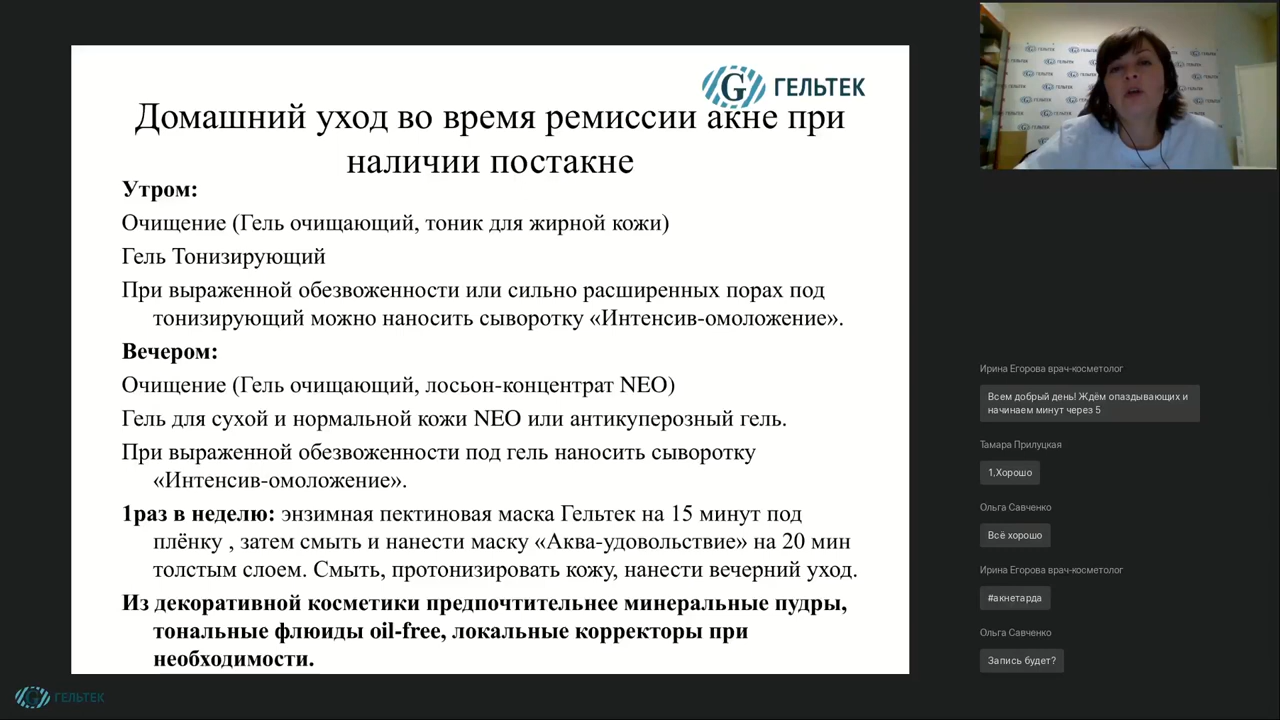 ГЕЛЬТЕК
Домашний уход во время ремиссии акне при
наличии постакне
Утром:
Очищение (Гель очищающий, тоник для жирной кожи)
Гель Тонизирующий
При выраженной обезвоженности или сильно расширенных порах под
тонизирующий можно наносить сыворотку «Интенсив-омоложение».
Вечером:
Очищение (Гель очищающий, лосьон-концентрат NEO)
Гель для сухой и нормальной кожи NEO или антикуперозный гель.
При выраженной обезвоженности под гель наносить сыворотку
«Интенсив-омоложение».
1раз в неделю: энзимная пектиновая маска Гельтек на 15 минут под
плёнку , затем смыть и нанести маску «Аква-удовольствие» на 20 мин
толстым слоем. Смыть, протонизировать кожу, нанести вечерний уход.
Из декоративной косметики предпочтительнее минеральные пудры,
тональные флюиды oil-free, локальные корректоры при
необходимости.
Ирина Егорова врач-косметолог
Всем добрый день! Ждём опаздывающих и
начинаем минут через 5
Тамара Прилуцкая
1,Хорошо
Ольга Савченко
Всё хорошо
Ирина Егорова врач-косметолог
#акнетарда
Ольга Савченко
Запись будет?
ГЕЛЬТЕК